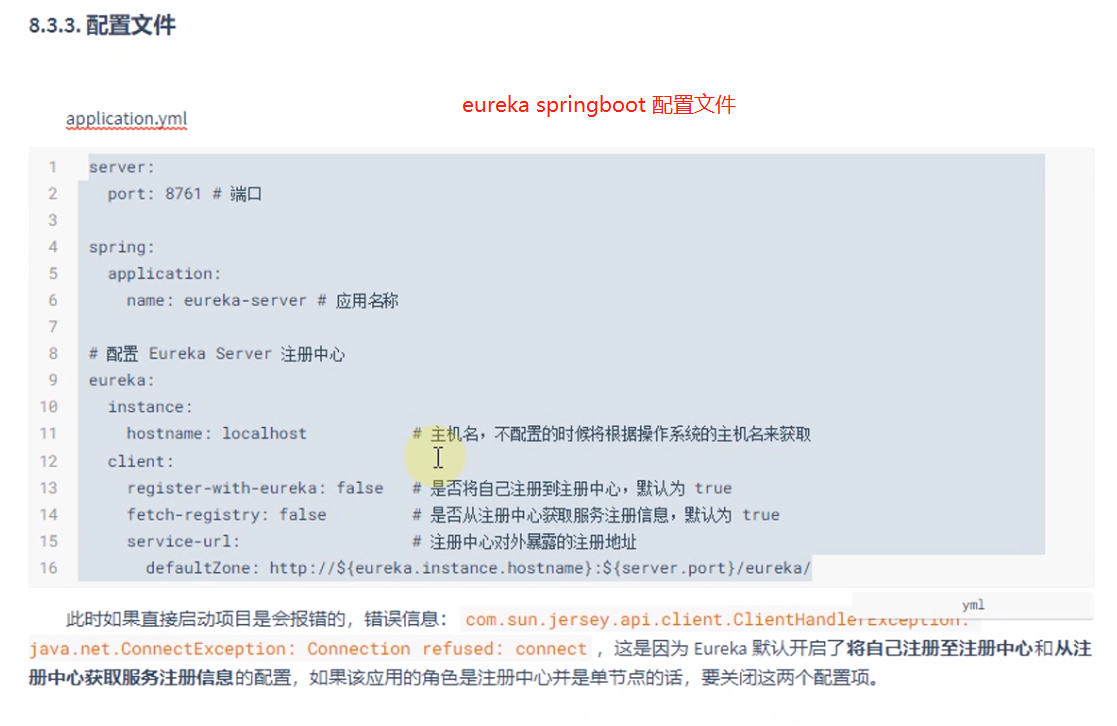 8.3.3. 配置文件
eureka springboot 配置文件
application.yml
1 server:
2   port: 8761 # 端口
3
4 spring:
5   application:
6     name: eureka-server # 应用名称
7
8 # 配置 Eureka Server 注册中心
9 eureka:
10   instance:
11     hostname: localhost # 主机名，不配置的时候将根据操作系统的主机名来获取
12   client:
13     register-with-eureka: false # 是否将自己注册到注册中心，默认为 true
14     fetch-registry: false # 是否从注册中心获取服务注册信息，默认为 true
15     service-url: # 注册中心对外暴露的注册地址
16       defaultZone: http://${eureka.instance.hostname}:${server.port}/eureka/
yml
此时如果直接启动项目是会报错的，错误信息： com.sun.jersey.api.client.ClientHandlerException:
java.net.ConnectException: Connection refused: connect ，这是因为 Eureka 默认开启了将自己注册至注册中心和从注
册中心获取服务注册信息的配置，如果该应用的角色是注册中心并是单节点的话，要关闭这两个配置项。